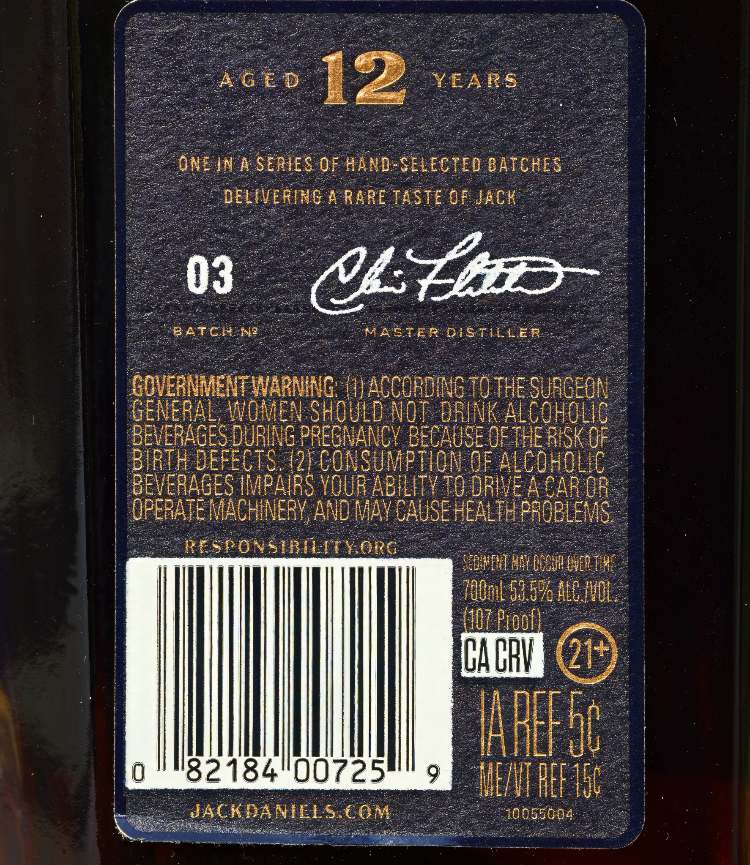 AGED 12 YEARS
ONE IN A SERIES OF HAND-SELECTED BATCHES
DELIVERING A RARE TASTE OF JACK
03
BATCH Nº
MASTER DISTILLER
GOVERNMENT WARNING: (1) ACCORDING TO THE SURGEON
GENERAL, WOMEN SHOULD NOT DRINK ALCOHOLIC
BEVERAGES DURING PREGNANCY BECAUSE OF THE RISK OF
BIRTH DEFECTS. (2) CONSUMPTION OF ALCOHOLIC
BEVERAGES IMPAIRS YOUR ABILITY TO DRIVE A CAR OR
OPERATE MACHINERY, AND MAY CAUSE HEALTH PROBLEMS.
RESPONSIBILITY.ORG
SEDIMENT MAY OCCUR OVER TIME
700mL 53.5% ALC./VOL.
(107 Proof)
CA CRV 21+
IA REF 5¢
ME/VT REF 15¢
0 82184 00725 9
JACKDANIELS.COM
10055004